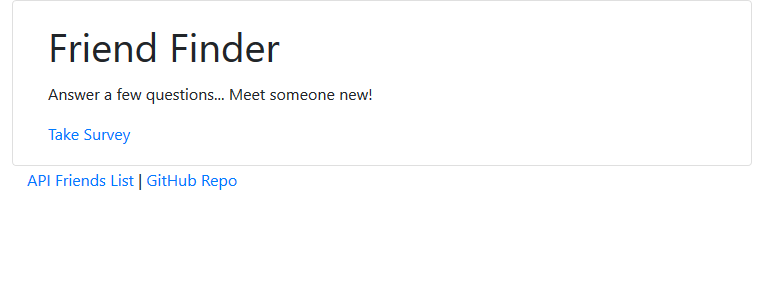 Friend Finder
Answer a few questions... Meet someone new!
Take Survey
API Friends List | GitHub Repo